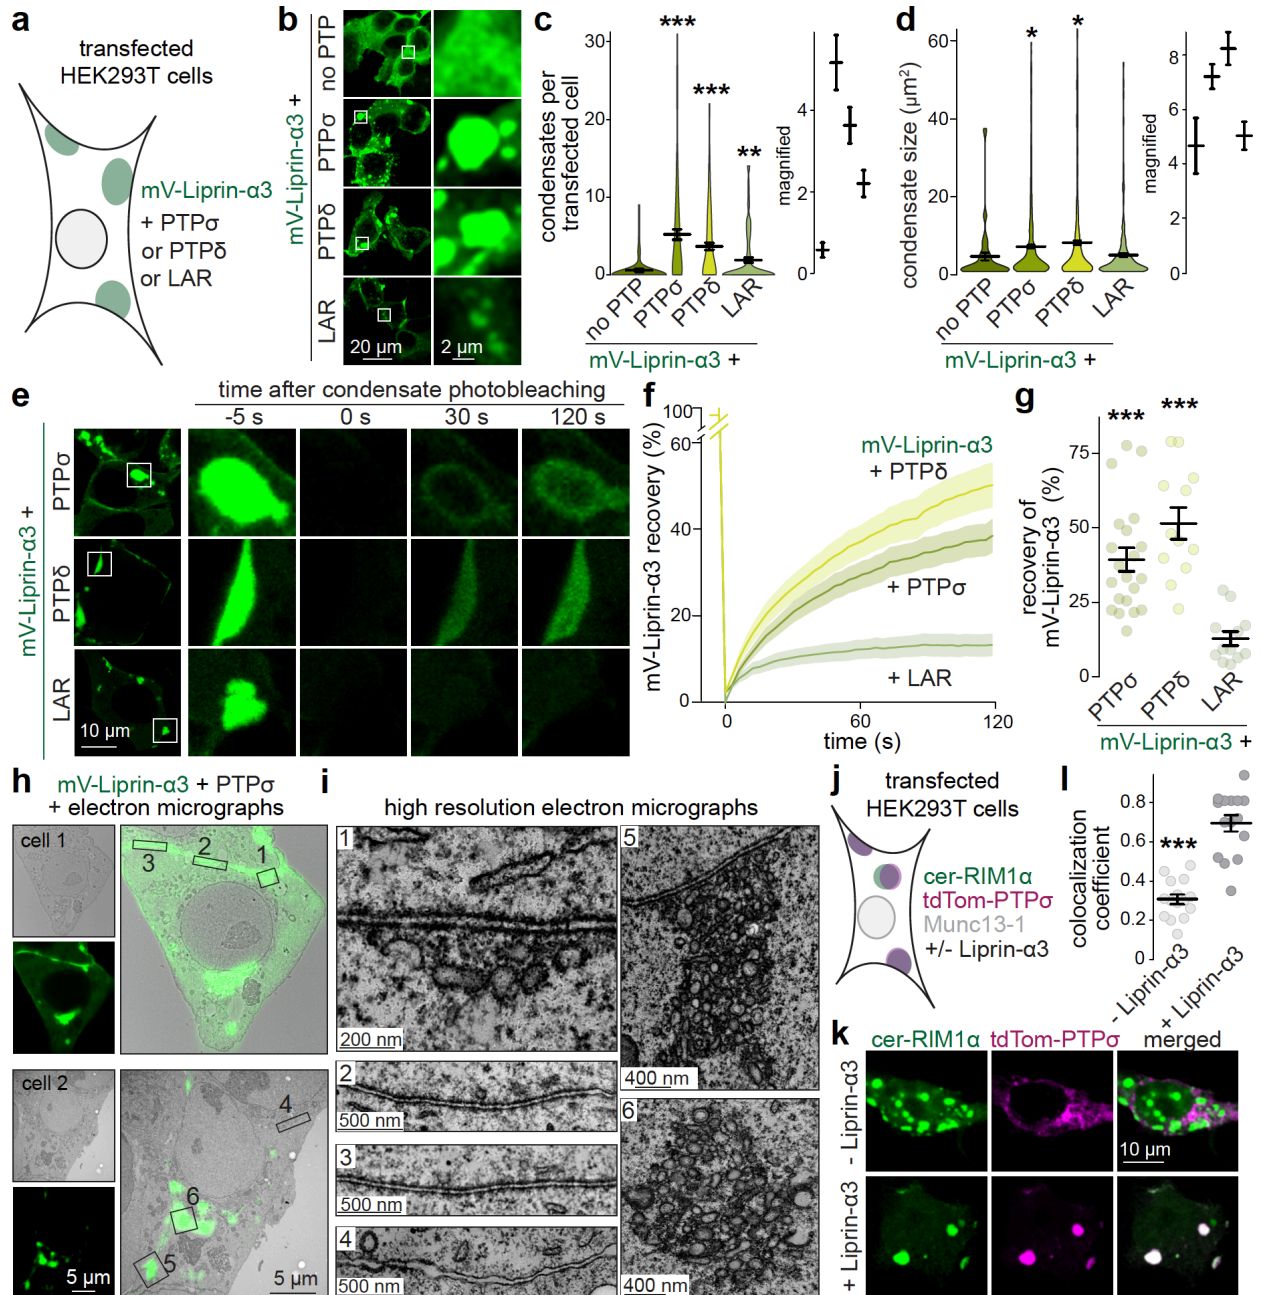 a
transfected
HEK293T cells
mV-Liprin-α3
+ PTPσ
or PTPδ
or LAR
b
mV-Liprin-α3 +
no PTP
PTPσ
PTPδ
LAR
20 µm
2 µm
c
condensates per
transfected cell
30
20
10
0
***
***
**
no PTP
PTPσ
PTPδ
LAR
mV-Liprin-α3 +
magnified
4
2
0
d
condensate size (µm²)
60
40
20
0
*
*
no PTP
PTPσ
PTPδ
LAR
mV-Liprin-α3 +
magnified
8
6
4
2
0
e
time after condensate photobleaching
-5 s
0 s
30 s
120 s
mV-Liprin-α3 +
PTPσ
PTPδ
LAR
10 µm
f
mV-Liprin-α3 recovery (%)
100
60
40
20
0
mV-Liprin-α3
+ PTPδ
+ PTPσ
+ LAR
0
60
120
time (s)
g
recovery of
mV-Liprin-α3 (%)
75
50
25
0
***
***
PTPσ
PTPδ
LAR
mV-Liprin-α3 +
h
mV-Liprin-α3 + PTPσ
+ electron micrographs
cell 1
3
2
1
cell 2
4
6
5
5 µm
5 µm
i
high resolution electron micrographs
1
200 nm
2
500 nm
3
500 nm
4
500 nm
5
400 nm
6
400 nm
j
transfected
HEK293T cells
cer-RIM1α
tdTom-PTPσ
Munc13-1
+/- Liprin-α3
l
colocalization
coefficient
0.8
0.6
0.4
0.2
0
***
- Liprin-α3
+ Liprin-α3
k
cer-RIM1α
tdTom-PTPσ
merged
- Liprin-α3
+ Liprin-α3
10 µm